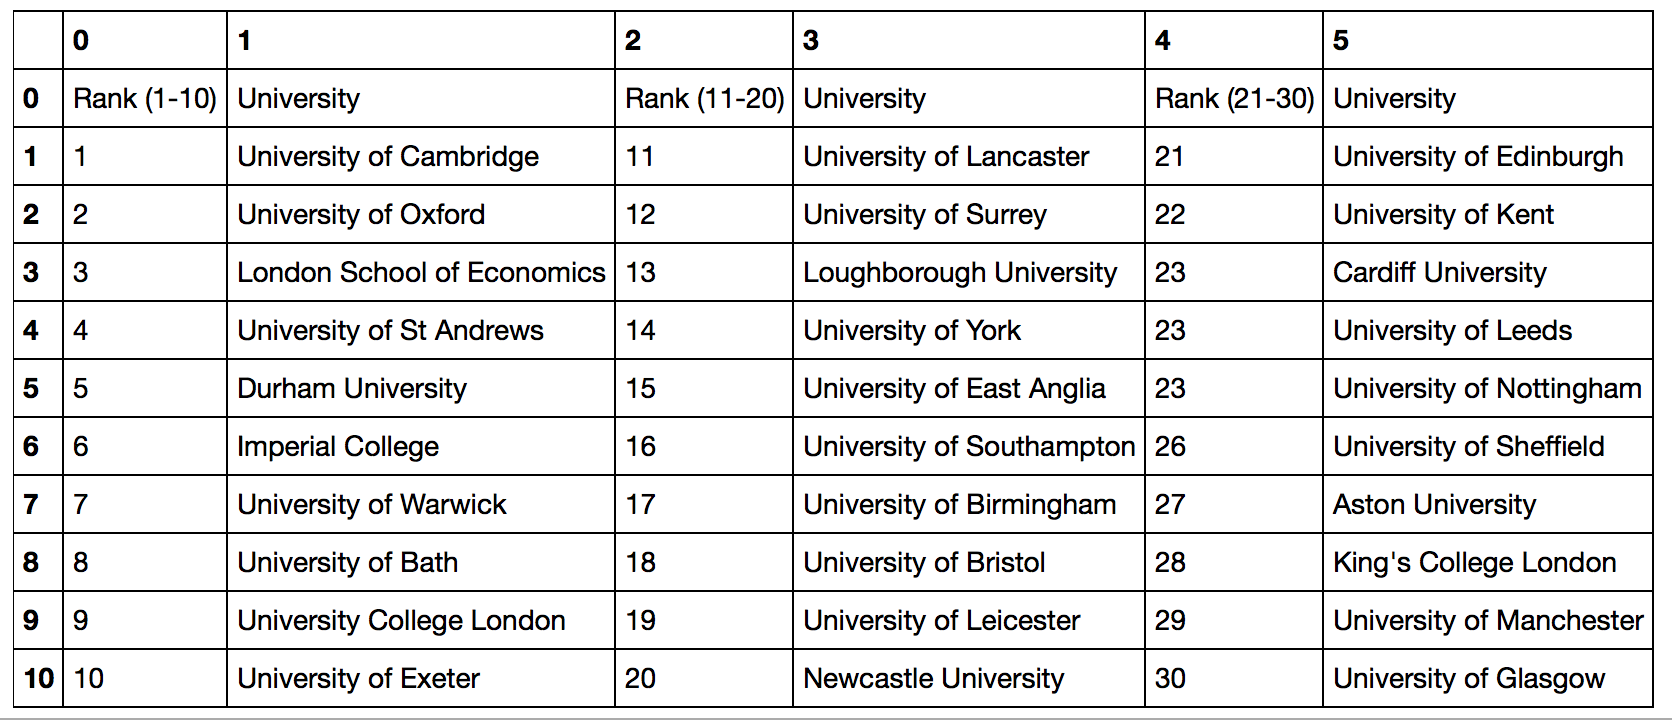 0 1 2 3 4 5
0 Rank (1-10) University Rank (11-20) University Rank (21-30) University
1 1 University of Cambridge 11 University of Lancaster 21 University of Edinburgh
2 2 University of Oxford 12 University of Surrey 22 University of Kent
3 3 London School of Economics 13 Loughborough University 23 Cardiff University
4 4 University of St Andrews 14 University of York 23 University of Leeds
5 5 Durham University 15 University of East Anglia 23 University of Nottingham
6 6 Imperial College 16 University of Southampton 26 University of Sheffield
7 7 University of Warwick 17 University of Birmingham 27 Aston University
8 8 University of Bath 18 University of Bristol 28 King's College London
9 9 University College London 19 University of Leicester 29 University of Manchester
10 10 University of Exeter 20 Newcastle University 30 University of Glasgow